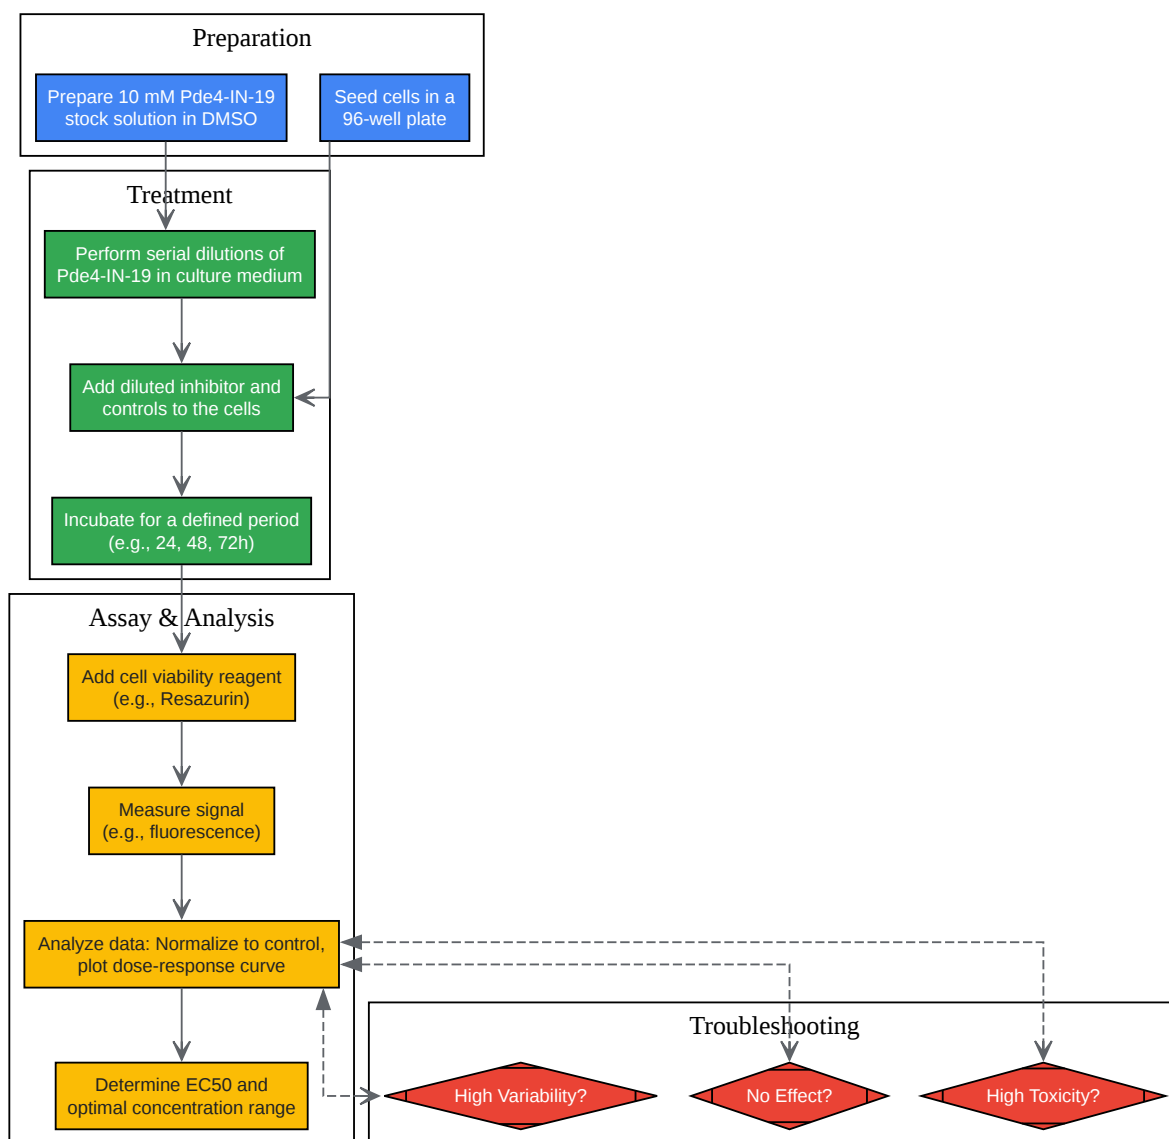 Preparation
Prepare 10 mM Pde4-IN-19
stock solution in DMSO
Seed cells in a
96-well plate
Treatment
Perform serial dilutions of
Pde4-IN-19 in culture medium
Add diluted inhibitor and
controls to the cells
Incubate for a defined period
(e.g., 24, 48, 72h)
Assay & Analysis
Add cell viability reagent
(e.g., Resazurin)
Measure signal
(e.g., fluorescence)
Analyze data: Normalize to control,
plot dose-response curve
Determine EC50 and
optimal concentration range
Troubleshooting
High Variability?
No Effect?
High Toxicity?